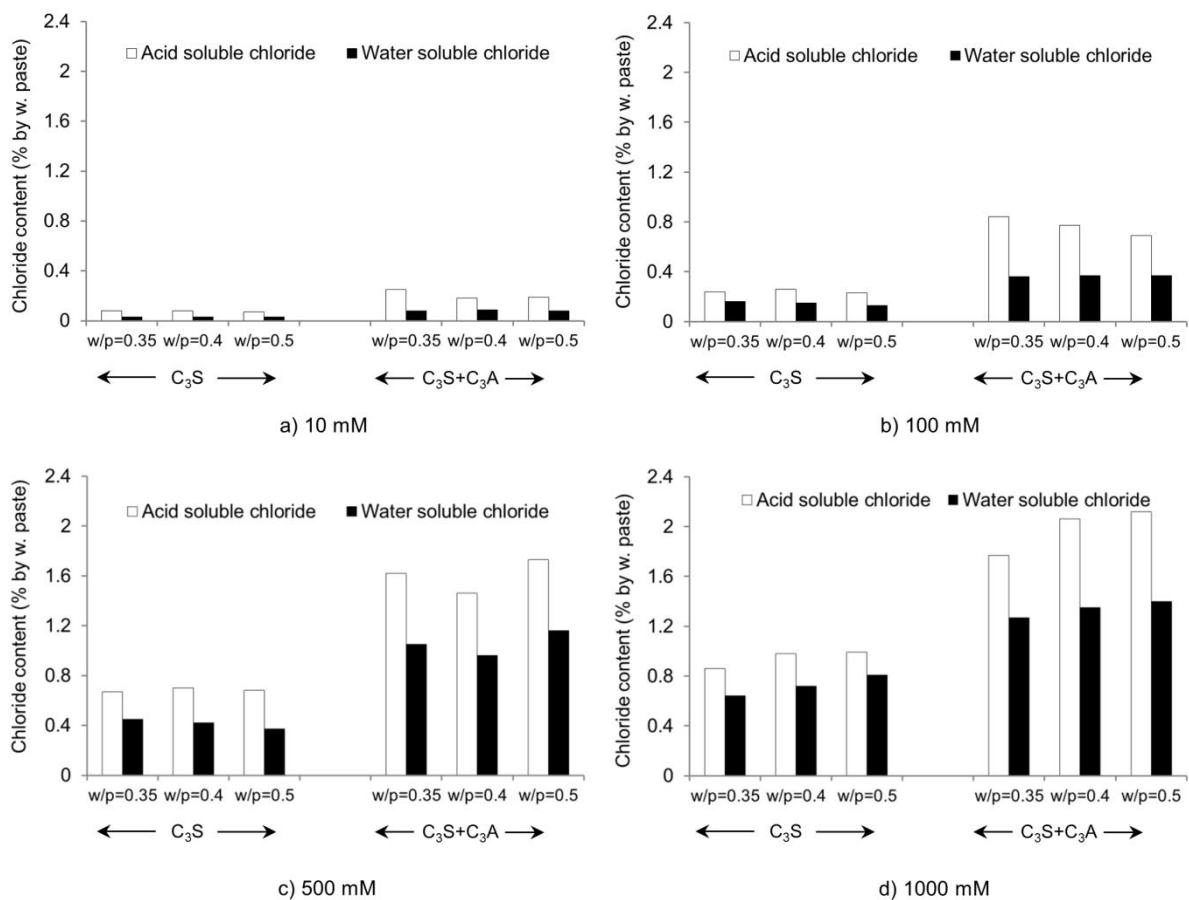 Chloride content (% by w. paste)
2.4
2
1.6
1.2
0.8
0.4
0
Acid soluble chloride Water soluble chloride
w/p=0.35 w/p=0.4 w/p=0.5 w/p=0.35 w/p=0.4 w/p=0.5
C₃S C₃S+C₃A
a) 10 mM
Chloride content (% by w. paste)
2.4
2
1.6
1.2
0.8
0.4
0
Acid soluble chloride Water soluble chloride
w/p=0.35 w/p=0.4 w/p=0.5 w/p=0.35 w/p=0.4 w/p=0.5
C₃S C₃S+C₃A
b) 100 mM
Chloride content (% by w. paste)
2.4
2
1.6
1.2
0.8
0.4
0
Acid soluble chloride Water soluble chloride
w/p=0.35 w/p=0.4 w/p=0.5 w/p=0.35 w/p=0.4 w/p=0.5
C₃S C₃S+C₃A
c) 500 mM
Chloride content (% by w. paste)
2.4
2
1.6
1.2
0.8
0.4
0
Acid soluble chloride Water soluble chloride
w/p=0.35 w/p=0.4 w/p=0.5 w/p=0.35 w/p=0.4 w/p=0.5
C₃S C₃S+C₃A
d) 1000 mM